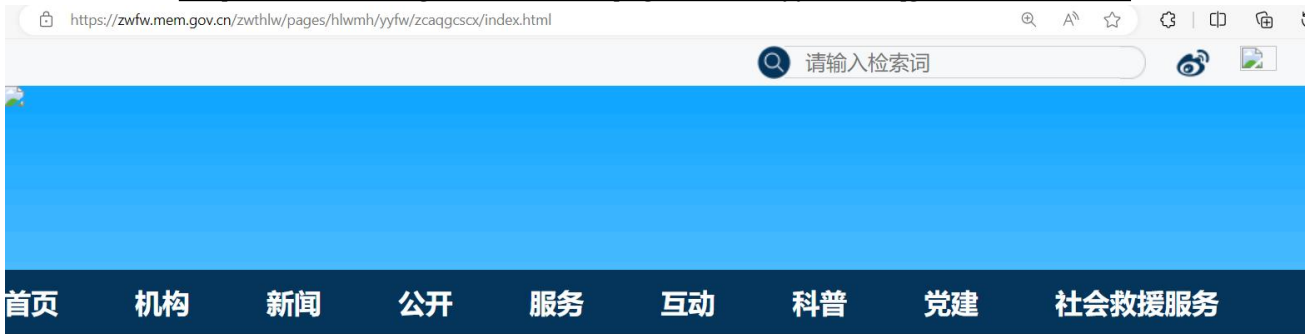 https://zwfw.mem.gov.cn/zwthlw/pages/hlwmh/yyfw/zcaqgcscx/index.html
请输入检索词
首页 机构 新闻 公开 服务 互动 科普 党建 社会救援服务